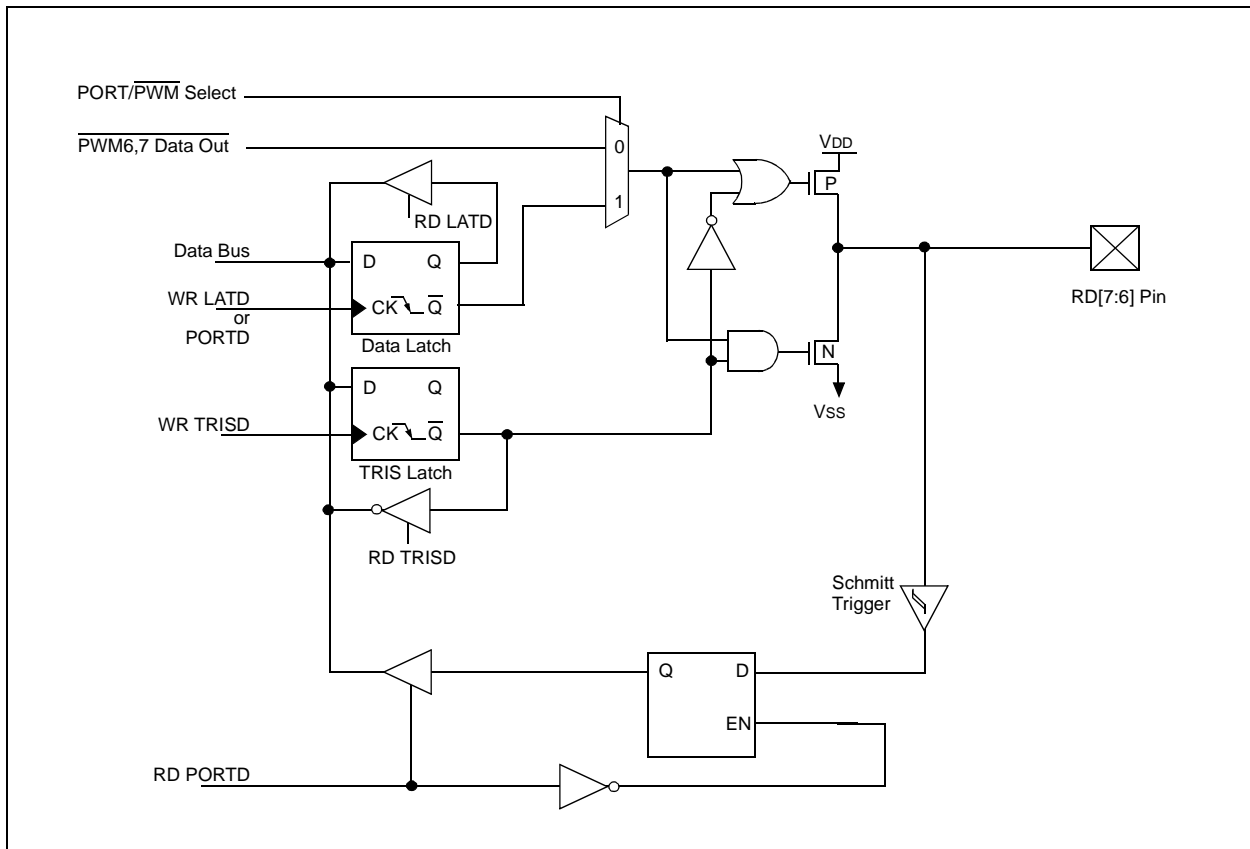 PORT/PWM Select
PWM6,7 Data Out
0
1
VDD
P
RD LATD
Data Bus
D Q
WR LATD
or
PORTD
CK Q
Data Latch
RD[7:6] Pin
N
VSS
D Q
WR TRISD
CK Q
TRIS Latch
RD TRISD
Schmitt
Trigger
Q D
EN
RD PORTD